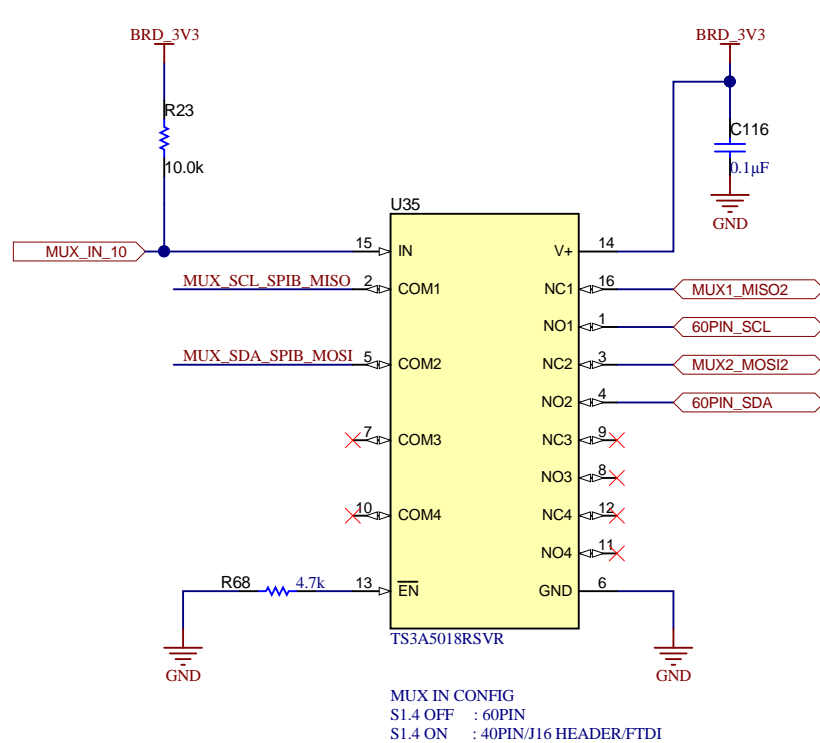 BRD_3V3
BRD_3V3
R23
10.0k
C116
0.1µF
GND
U35
MUX_IN_10
15 IN
V+ 14
MUX_SCL_SPIB_MISO 2 COM1
NC1 16 MUX1_MISO2
NO1 1 60PIN_SCL
MUX_SDA_SPIB_MOSI 5 COM2
NC2 3 MUX2_MOSI2
NO2 4 60PIN_SDA
7 COM3
NC3 9
NO3 8
10 COM4
NC4 12
NO4 11
R68 4.7k 13 EN
GND 6
TS3A5018RSVR
GND
GND
MUX IN CONFIG
S1.4 OFF : 60PIN
S1.4 ON : 40PIN/J16 HEADER/FTDI